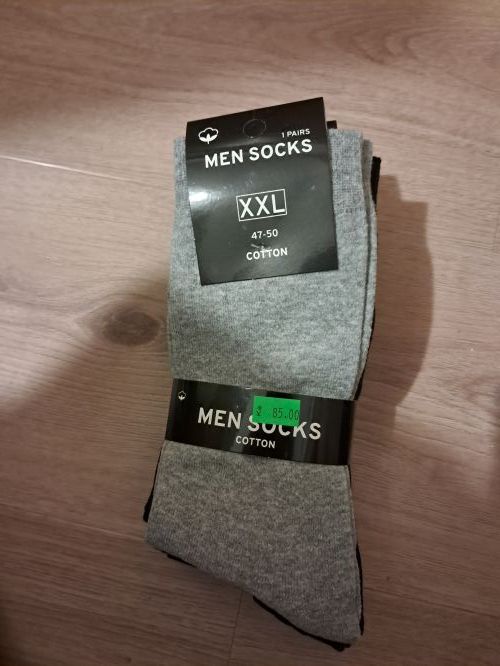 1 PAIRS
MEN SOCKS
XXL
47-50
COTTON
85.00
MEN SOCKS
COTTON